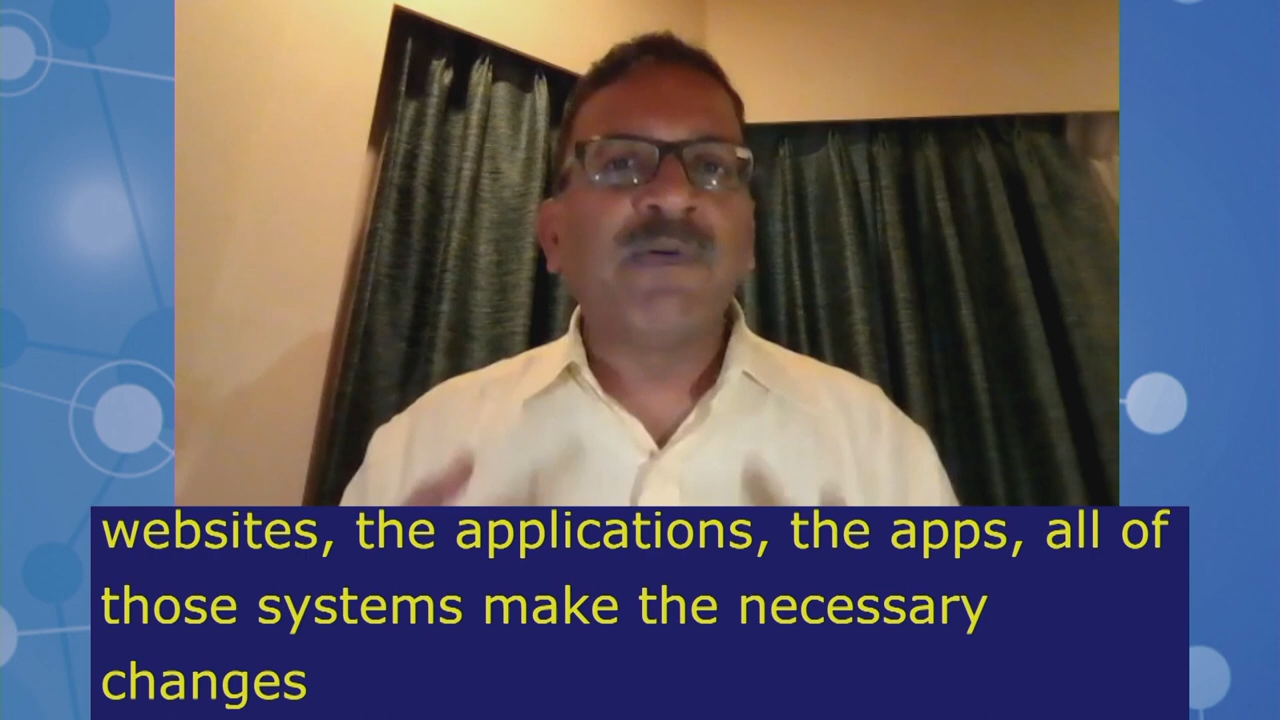 websites, the applications, the apps, all of
those systems make the necessary
changes